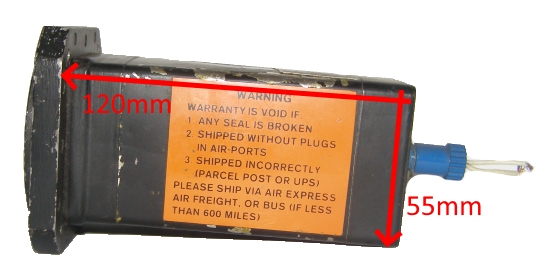 WARNING
WARRANTY IS VOID IF.
1. ANY SEAL IS BROKEN
2. SHIPPED WITHOUT PLUGS
IN AIR-PORTS
3 SHIPPED INCORRECTLY
(PARCEL POST OR UPS)
PLEASE SHIP VIA AIR EXPRESS
AIR FREIGHT, OR BUS (IF LESS
THAN 600 MILES)
120mm
55mm